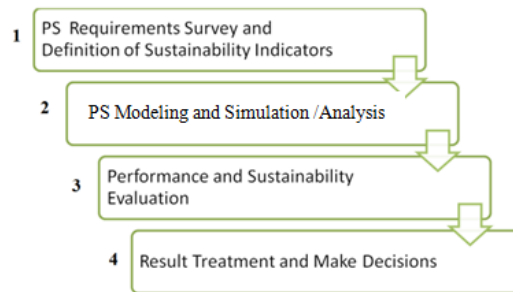 1 PS Requirements Survey and
Definition of Sustainability Indicators
2 PS Modeling and Simulation /Analysis
3 Performance and Sustainability
Evaluation
4 Result Treatment and Make Decisions